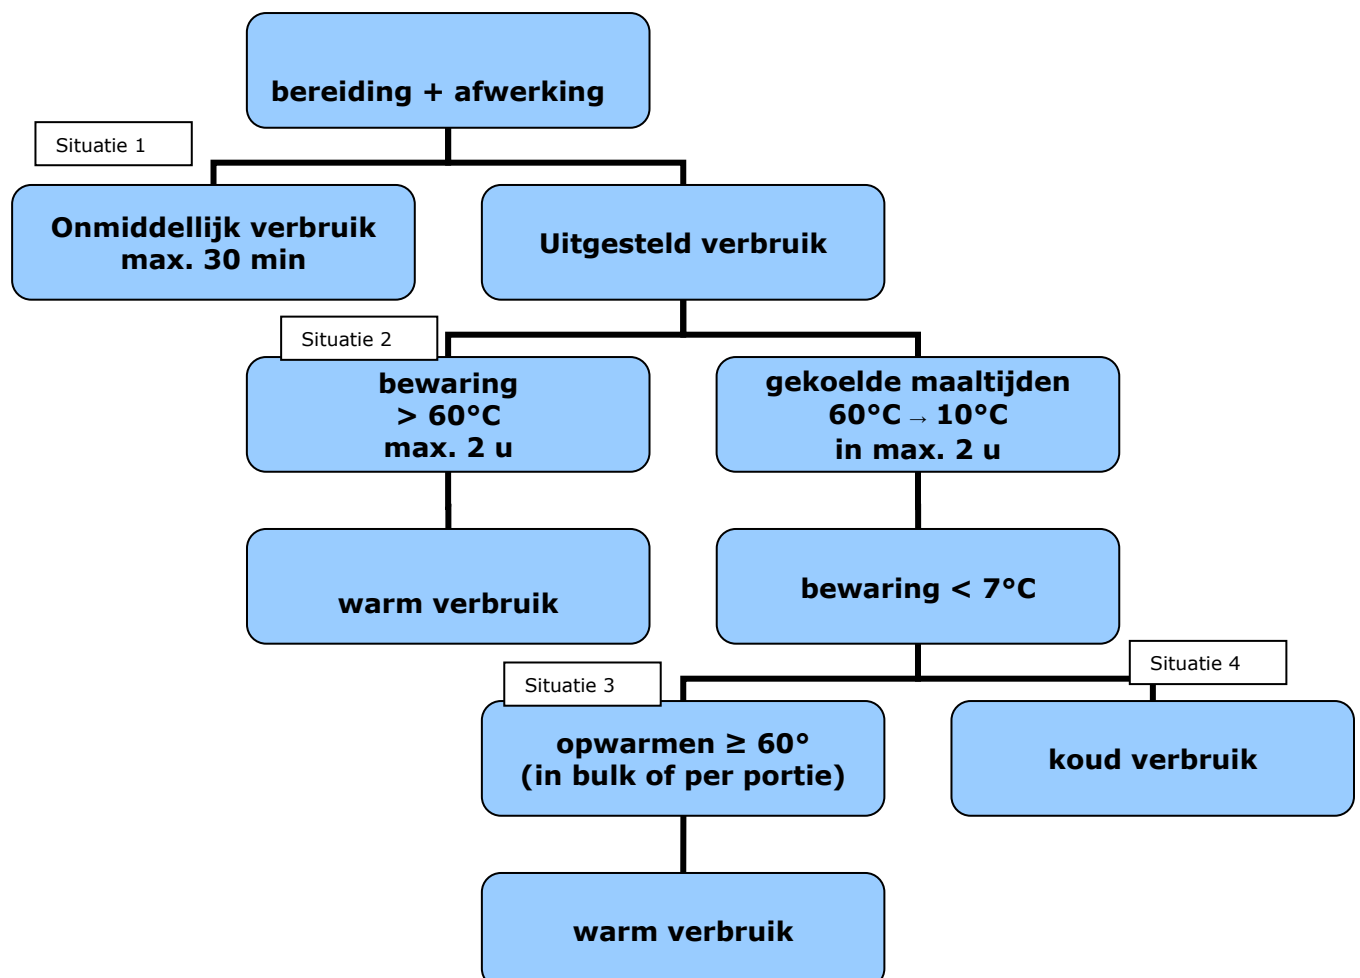 bereiding + afwerking
Situatie 1
Onmiddellijk verbruik
max. 30 min
Uitgesteld verbruik
Situatie 2
bewaring
> 60°C
max. 2 u
gekoelde maaltijden
60°C → 10°C
in max. 2 u
warm verbruik
bewaring < 7°C
Situatie 3
Situatie 4
opwarmen ≥ 60°
(in bulk of per portie)
koud verbruik
warm verbruik